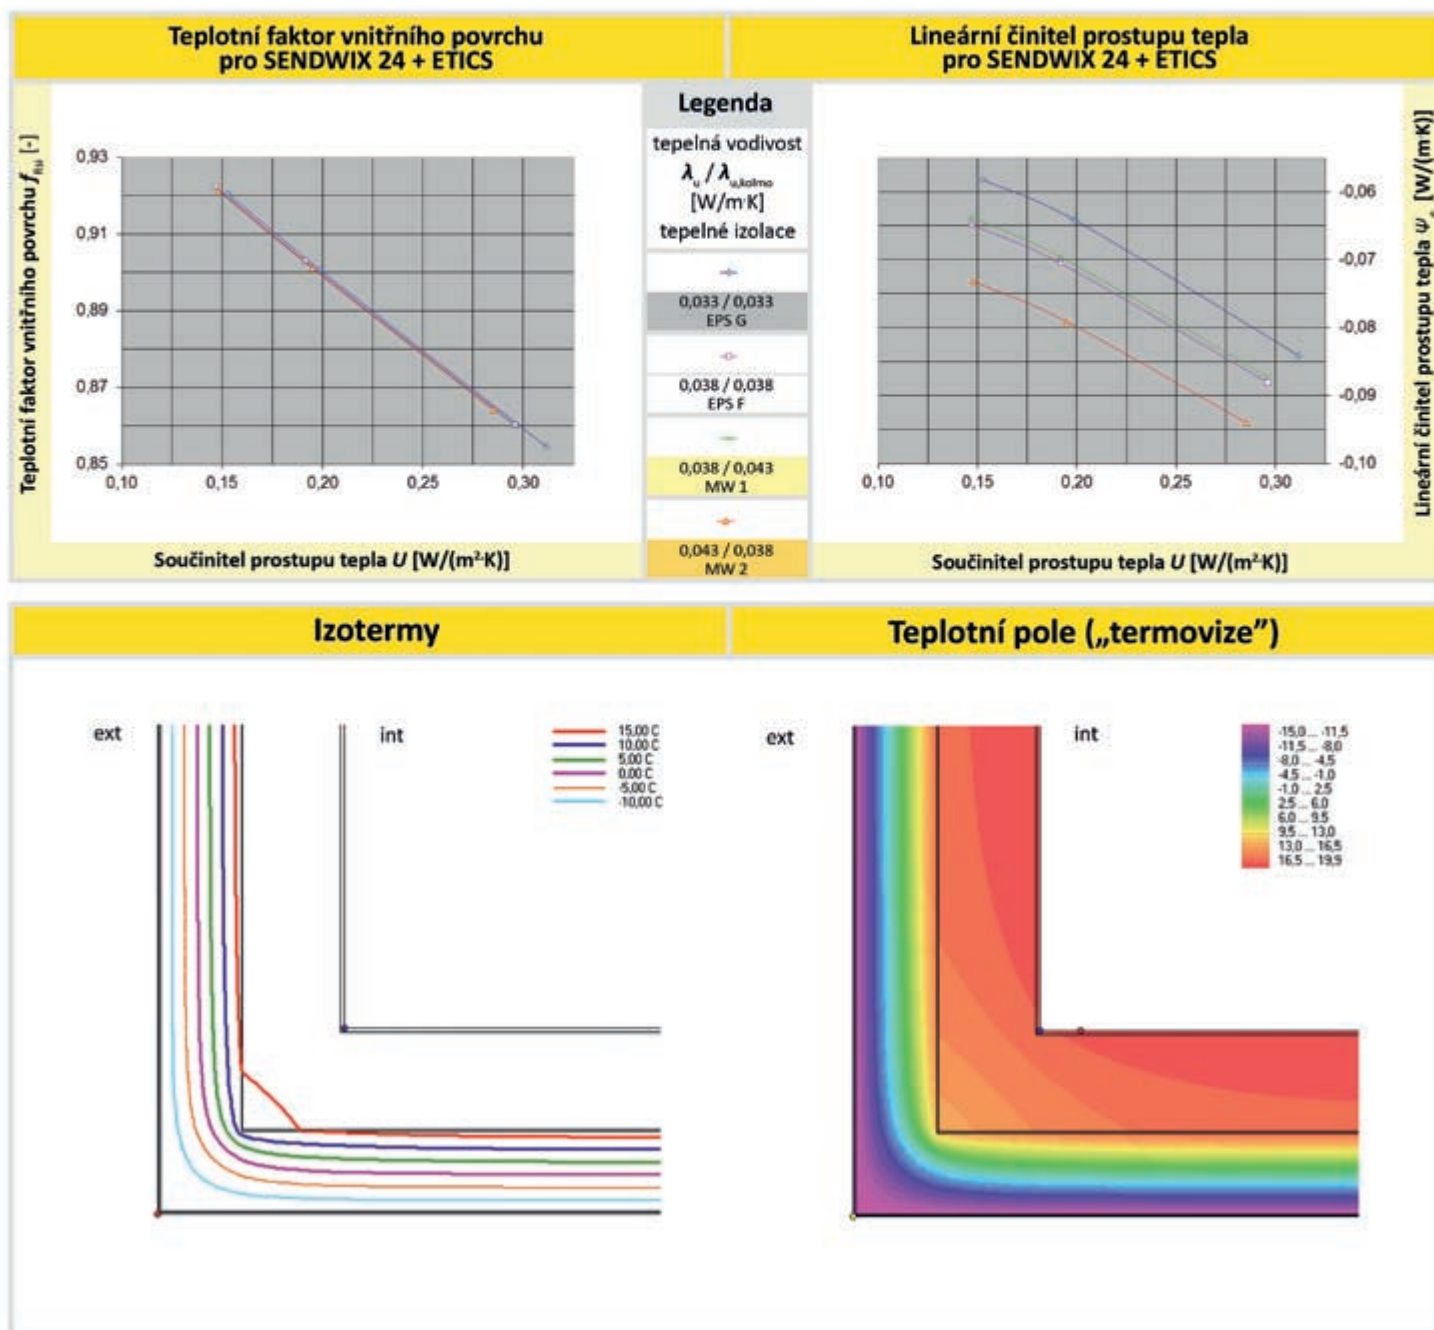 Teplotní faktor vnitřního povrchu
pro SENDWIX 24 + ETICS
Lineární činitel prostupu tepla
pro SENDWIX 24 + ETICS
Teplotní faktor vnitřního povrchu f_Rsi [-]
0,93
0,91
0,89
0,87
0,85
0,10
0,15
0,20
0,25
0,30
Součinitel prostupu tepla U [W/(m²·K)]
Legenda
tepelná vodivost
λ_u / λ_u,kolmo
[W/m·K]
tepelné izolace
0,033 / 0,033
EPS G
0,038 / 0,038
EPS F
0,038 / 0,043
MW 1
0,043 / 0,038
MW 2
-0,06
-0,07
-0,08
-0,09
-0,10
0,10
0,15
0,20
0,25
0,30
Lineární činitel prostupu tepla Ψ_e [W/(m·K)]
Součinitel prostupu tepla U [W/(m²·K)]
Izotermy
Teplotní pole („termovize”)
ext
int
15,00 C
10,00 C
5,00 C
0,00 C
-5,00 C
-10,00 C
ext
int
-15,0 ... -11,5
-11,5 ... -8,0
-8,0 ... -4,5
-4,5 ... -1,0
-1,0 ... 2,5
2,5 ... 6,0
6,0 ... 9,5
9,5 ... 13,0
13,0 ... 16,5
16,5 ... 19,9